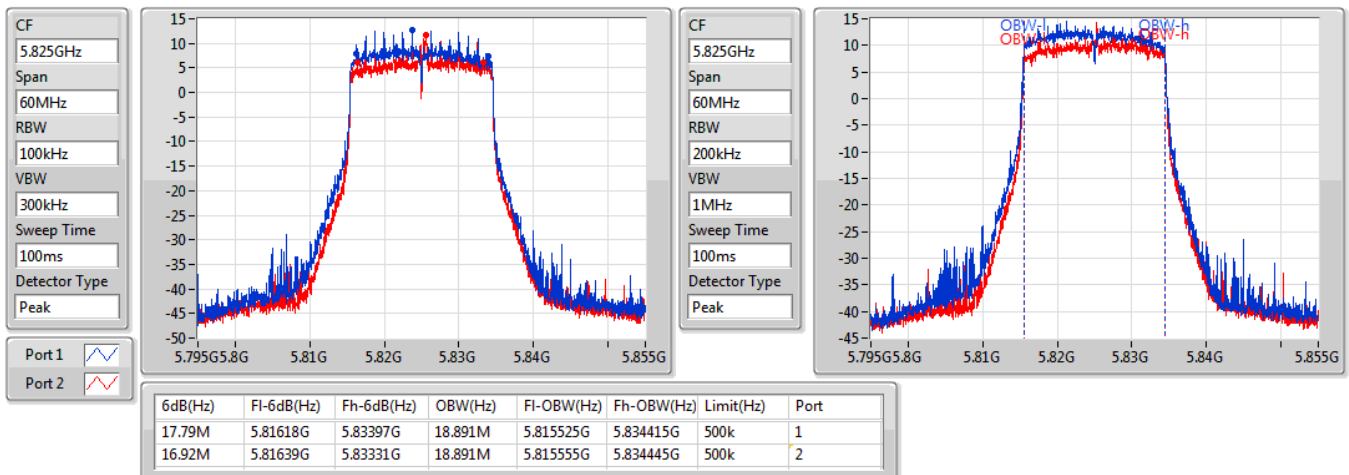 CF
5.825GHz
Span
60MHz
RBW
100kHz
VBW
300kHz
Sweep Time
100ms
Detector Type
Peak
Port 1
Port 2
15
10
5
0
-5
-10
-15
-20
-25
-30
-35
-40
-45
-50
5.795G 5.8G 5.81G 5.82G 5.83G 5.84G 5.855G
CF
5.825GHz
Span
60MHz
RBW
200kHz
VBW
1MHz
Sweep Time
100ms
Detector Type
Peak
15
10
5
0
-5
-10
-15
-20
-25
-30
-35
-40
-45
OBW-l OBW-h
OBW-h
5.795G 5.8G 5.81G 5.82G 5.83G 5.84G 5.855G
6dB(Hz) Fl-6dB(Hz) Fh-6dB(Hz) OBW(Hz) Fl-OBW(Hz) Fh-OBW(Hz) Limit(Hz) Port
17.79M 5.81618G 5.83397G 18.891M 5.815525G 5.834415G 500k 1
16.92M 5.81639G 5.83331G 18.891M 5.815555G 5.834445G 500k 2